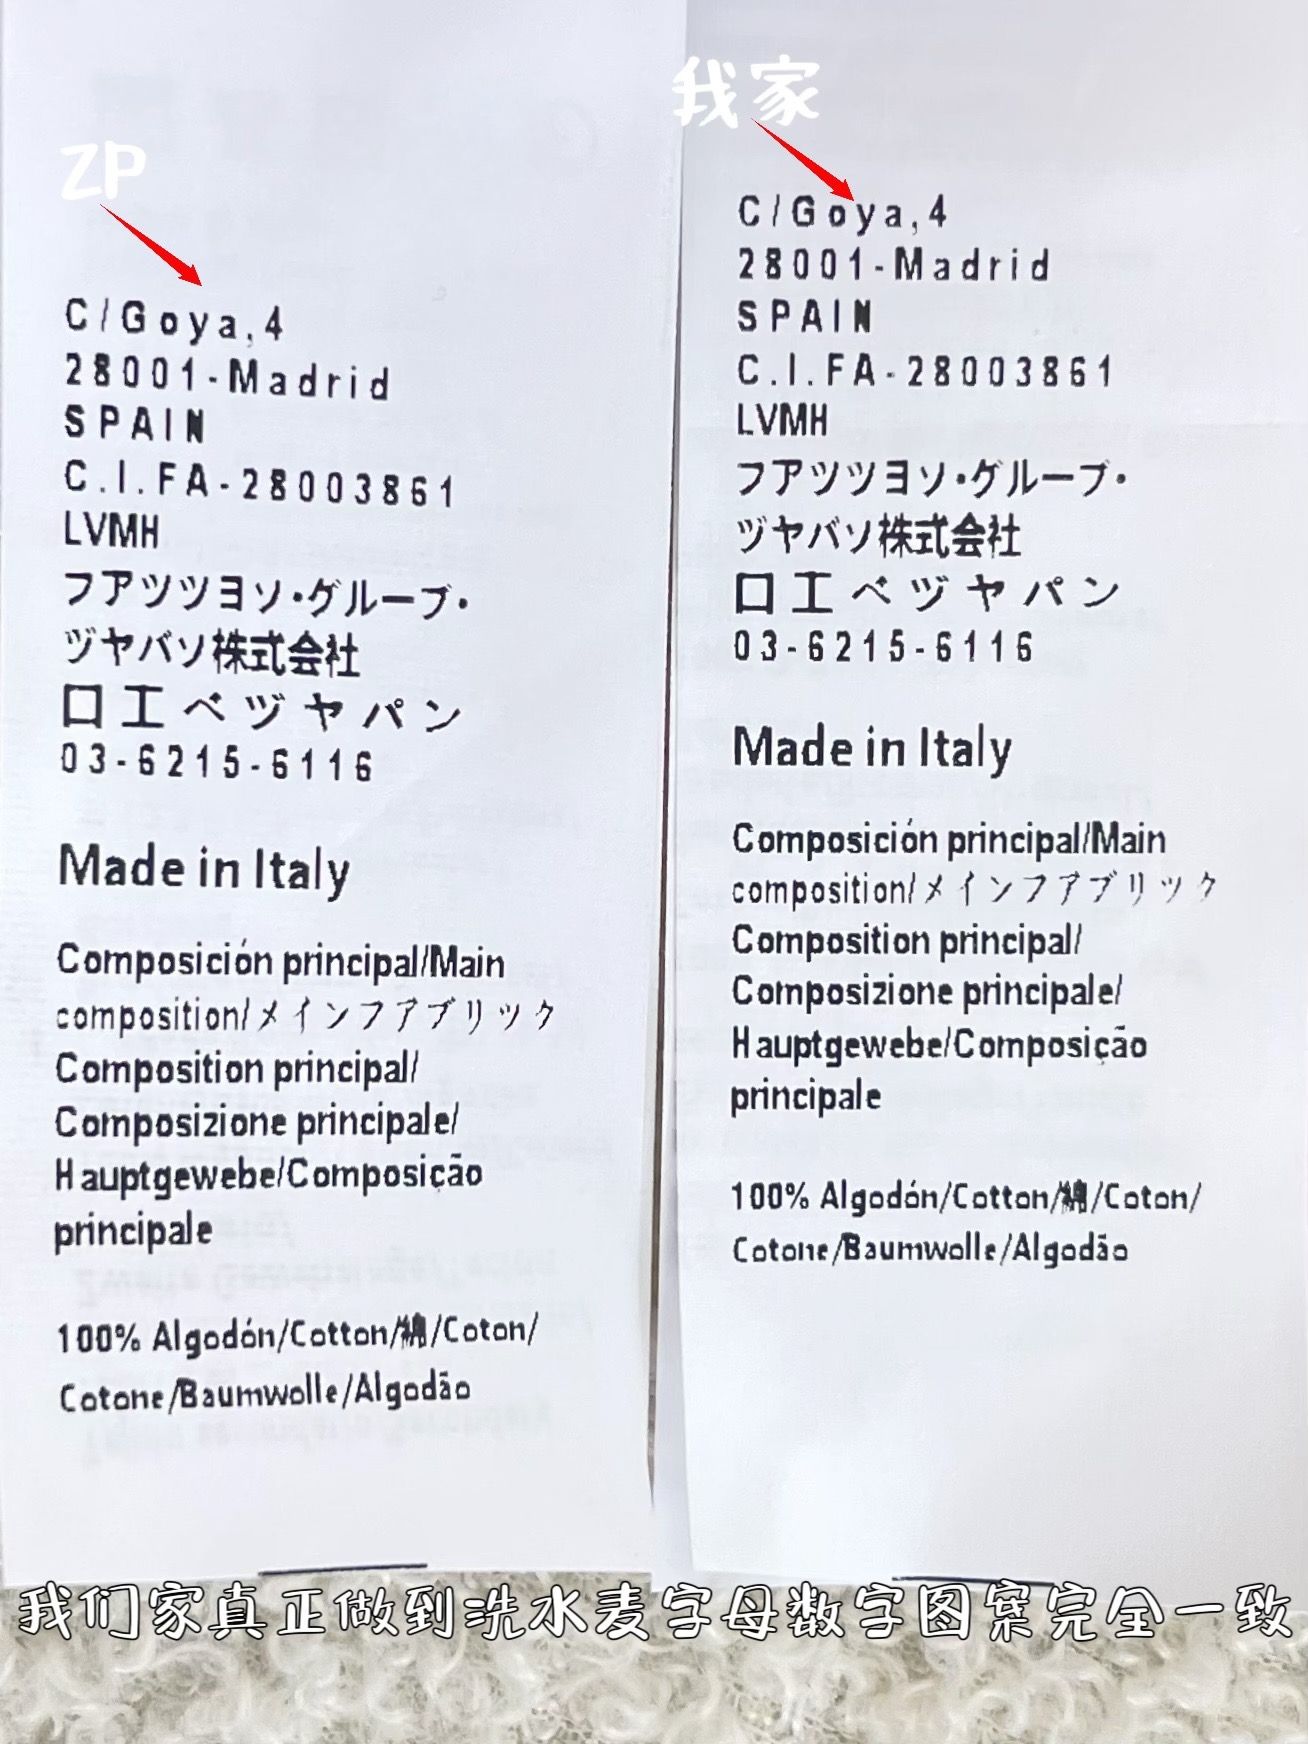 ZP
C/Goya,4
28001-Madrid
SPAIN
C.I.FA-28003861
LVMH
フアツツヨソ・グループ・
ヅヤバソ株式会社
口工ベヅヤパン
03-6215-6116
Made in Italy
Composición principal/Main
composition/メインフアブリック
Composition principal/
Composizione principale/
Hauptgewebe/Composição
principale
100% Algodón/Cotton/綿/Coton/
Cotone/Baumwolle/Algodão
我家
C/Goya,4
28001-Madrid
SPAIN
C.I.FA-28003861
LVMH
フアツツヨソ・グループ・
ヅヤバソ株式会社
口工ベヅヤパン
03-6215-6116
Made in Italy
Composición principal/Main
composition/メインフアブリック
Composition principal/
Composizione principale/
Hauptgewebe/Composição
principale
100% Algodón/Cotton/綿/Coton/
Cotone/Baumwolle/Algodão
我们家真正做到洗水麦字母数字图案完全一致